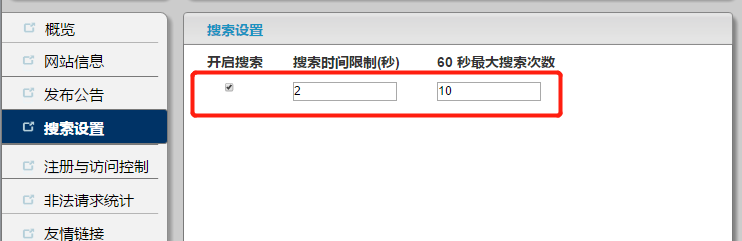 概览
网站信息
发布公告
搜索设置
注册与访问控制
非法请求统计
友情链接
搜索设置
开启搜索 搜索时间限制(秒) 60 秒最大搜索次数
2 10